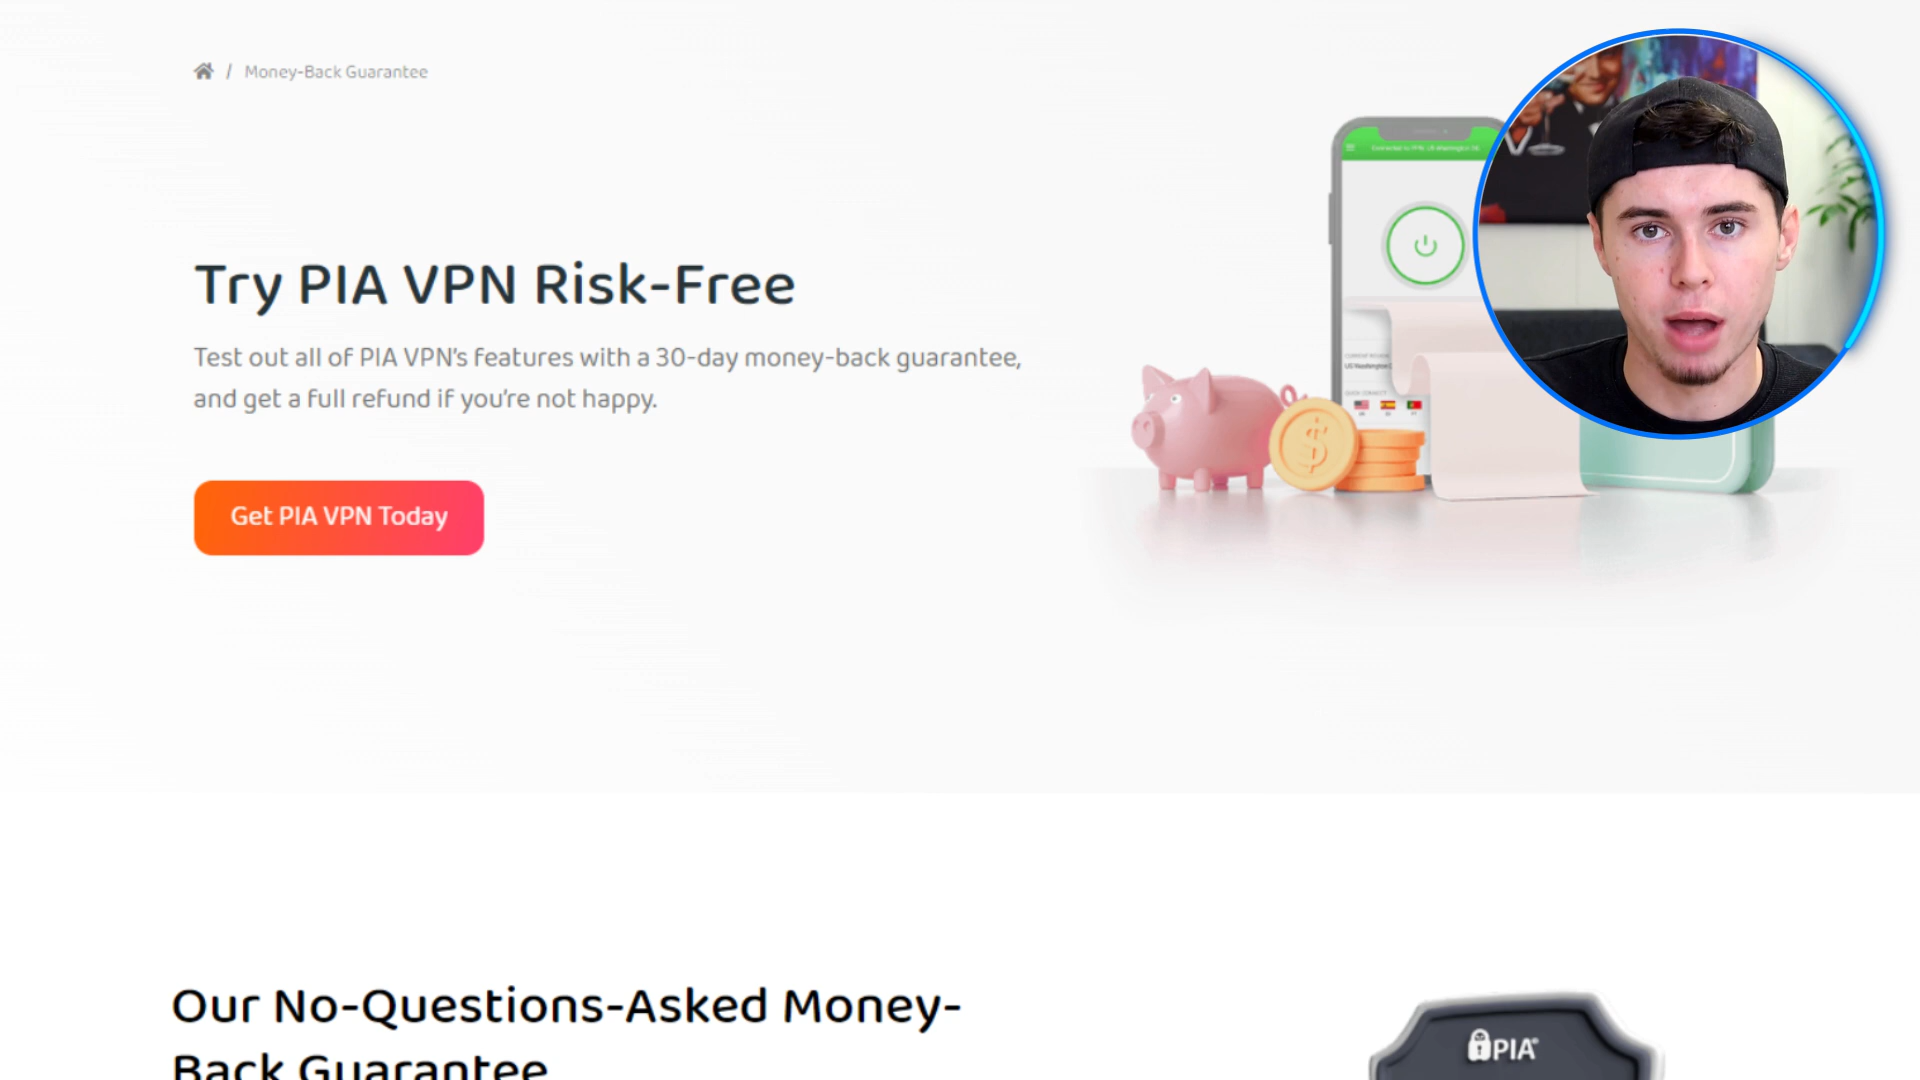 / Money-Back Guarantee
Try PIA VPN Risk-Free
Test out all of PIA VPN's features with a 30-day money-back guarantee,
and get a full refund if you're not happy.
Get PIA VPN Today
Our No-Questions-Asked Money-
Back Guarantee
PIA®